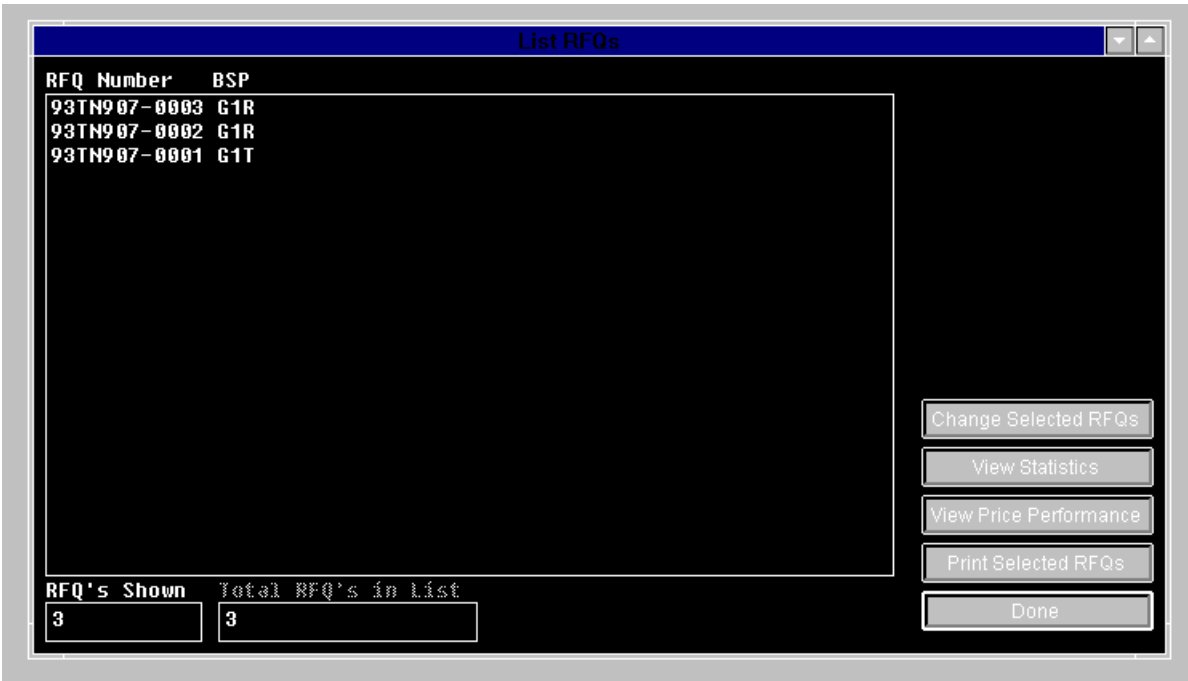 List RFQs
RFQ Number BSP
93TN907-0003 G1R
93TN907-0002 G1R
93TN907-0001 G1T
Change Selected RFQs
View Statistics
View Price Performance
Print Selected RFQs
Done
RFQ's Shown Total RFQ's in List
3 3